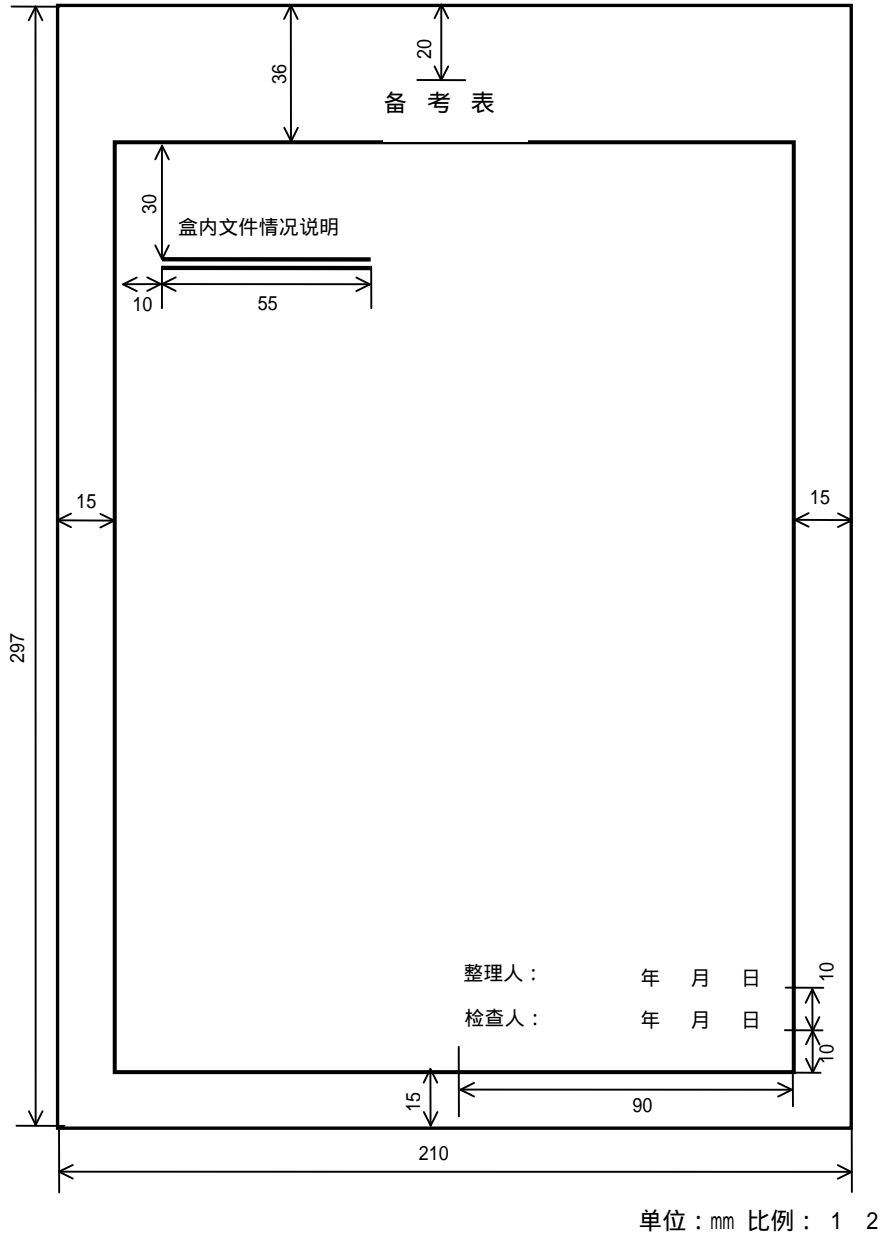 20
36
备 考 表
30
盒内文件情况说明
10 55
15 15
297
整理人： 年 月 日 10
检查人： 年 月 日
10
15 90
210
单位：mm 比例： 1 2